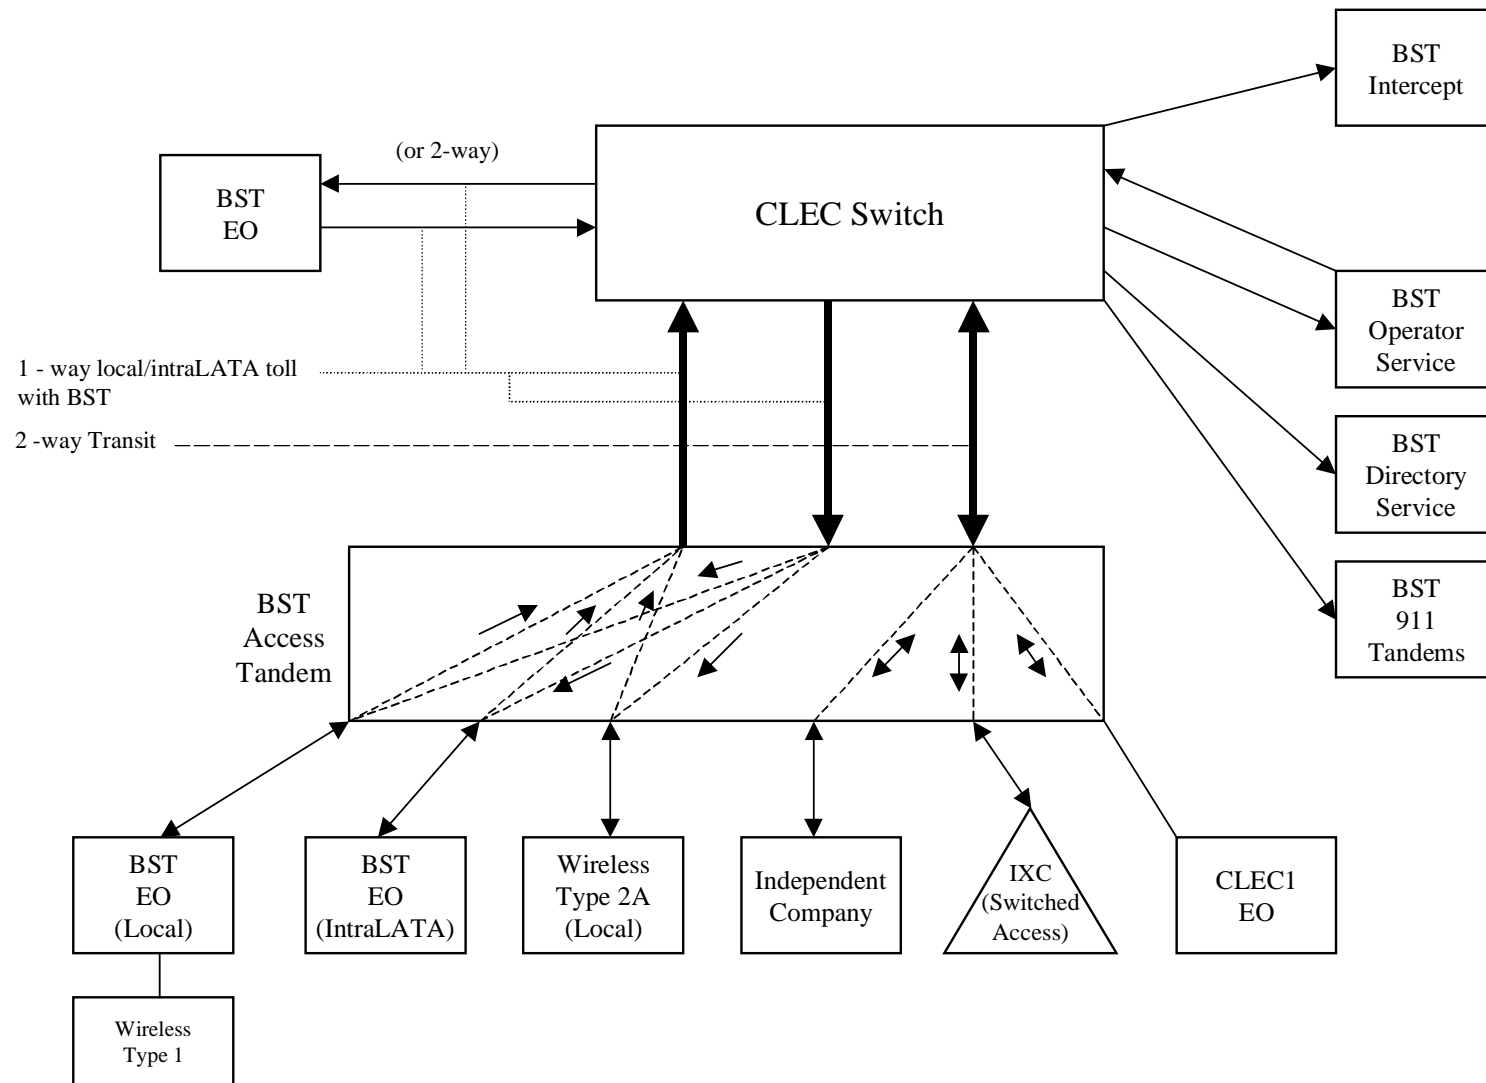 BST
Intercept
(or 2-way)
BST
EO
CLEC Switch
BST
Operator
Service
1 - way local/intraLATA toll
with BST
2 -way Transit
BST
Directory
Service
BST
911
Tandems
BST
Access
Tandem
BST
EO
(Local)
BST
EO
(IntraLATA)
Wireless
Type 2A
(Local)
Independent
Company
IXC
(Switched
Access)
CLEC1
EO
Wireless
Type 1